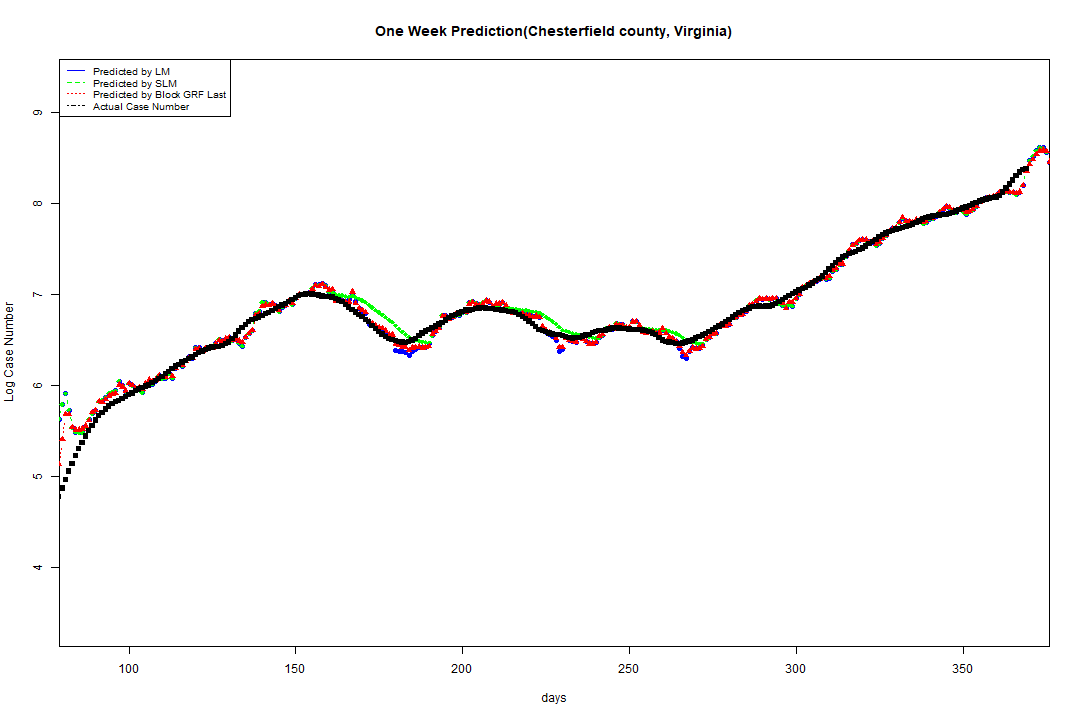 One Week Prediction(Chesterfield county, Virginia)
Predicted by LM
Predicted by SLM
Predicted by Block GRF Last
Actual Case Number
9
8
7
6
5
4
Log Case Number
100 150 200 250 300 350
days